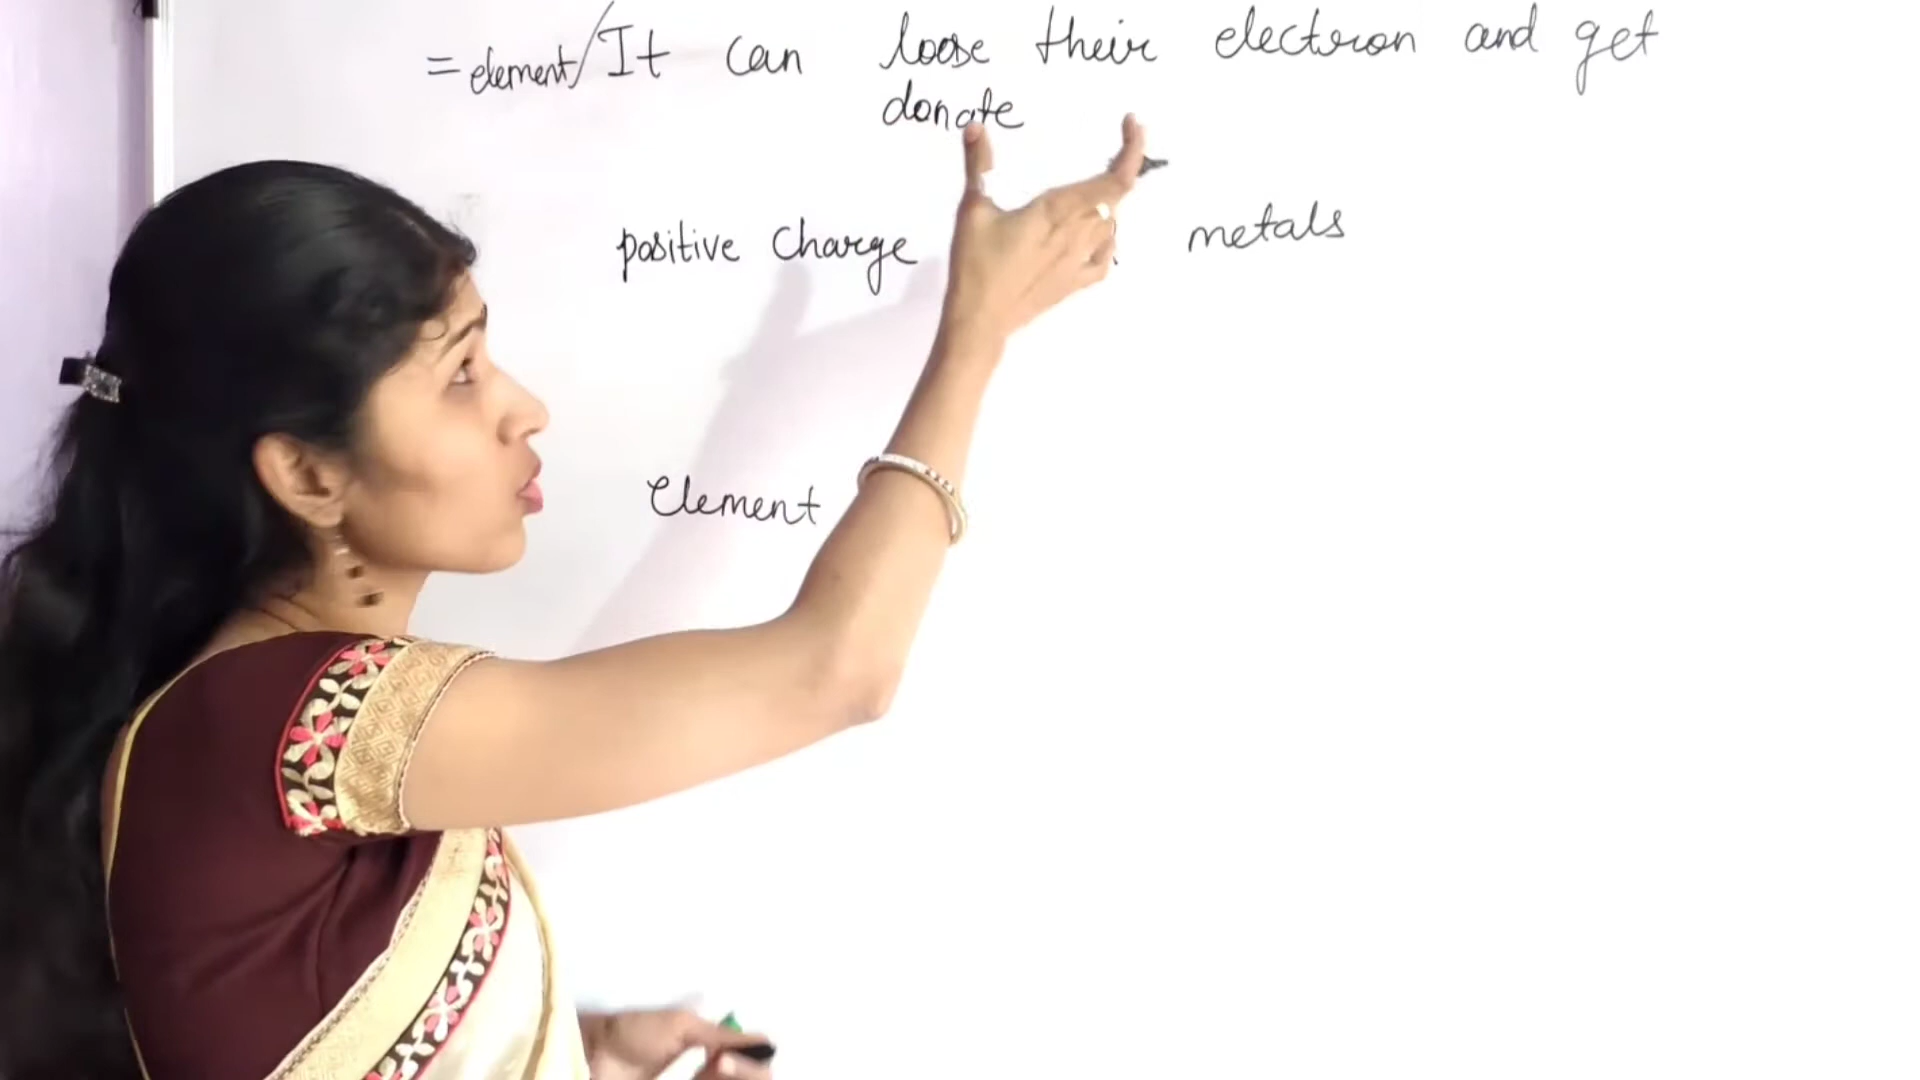 = element/It can loose their electron and get
donate
positive charge metals
Element